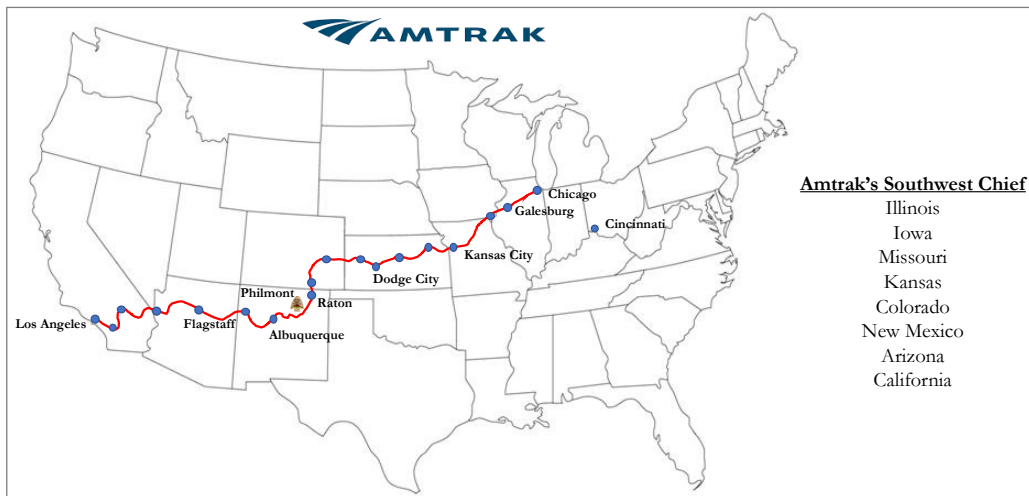 AMTRAK
Chicago
Galesburg
Cincinnati
Kansas City
Dodge City
Philmont
Raton
Los Angeles
Flagstaff
Albuquerque
Amtrak's Southwest Chief
Illinois
Iowa
Missouri
Kansas
Colorado
New Mexico
Arizona
California